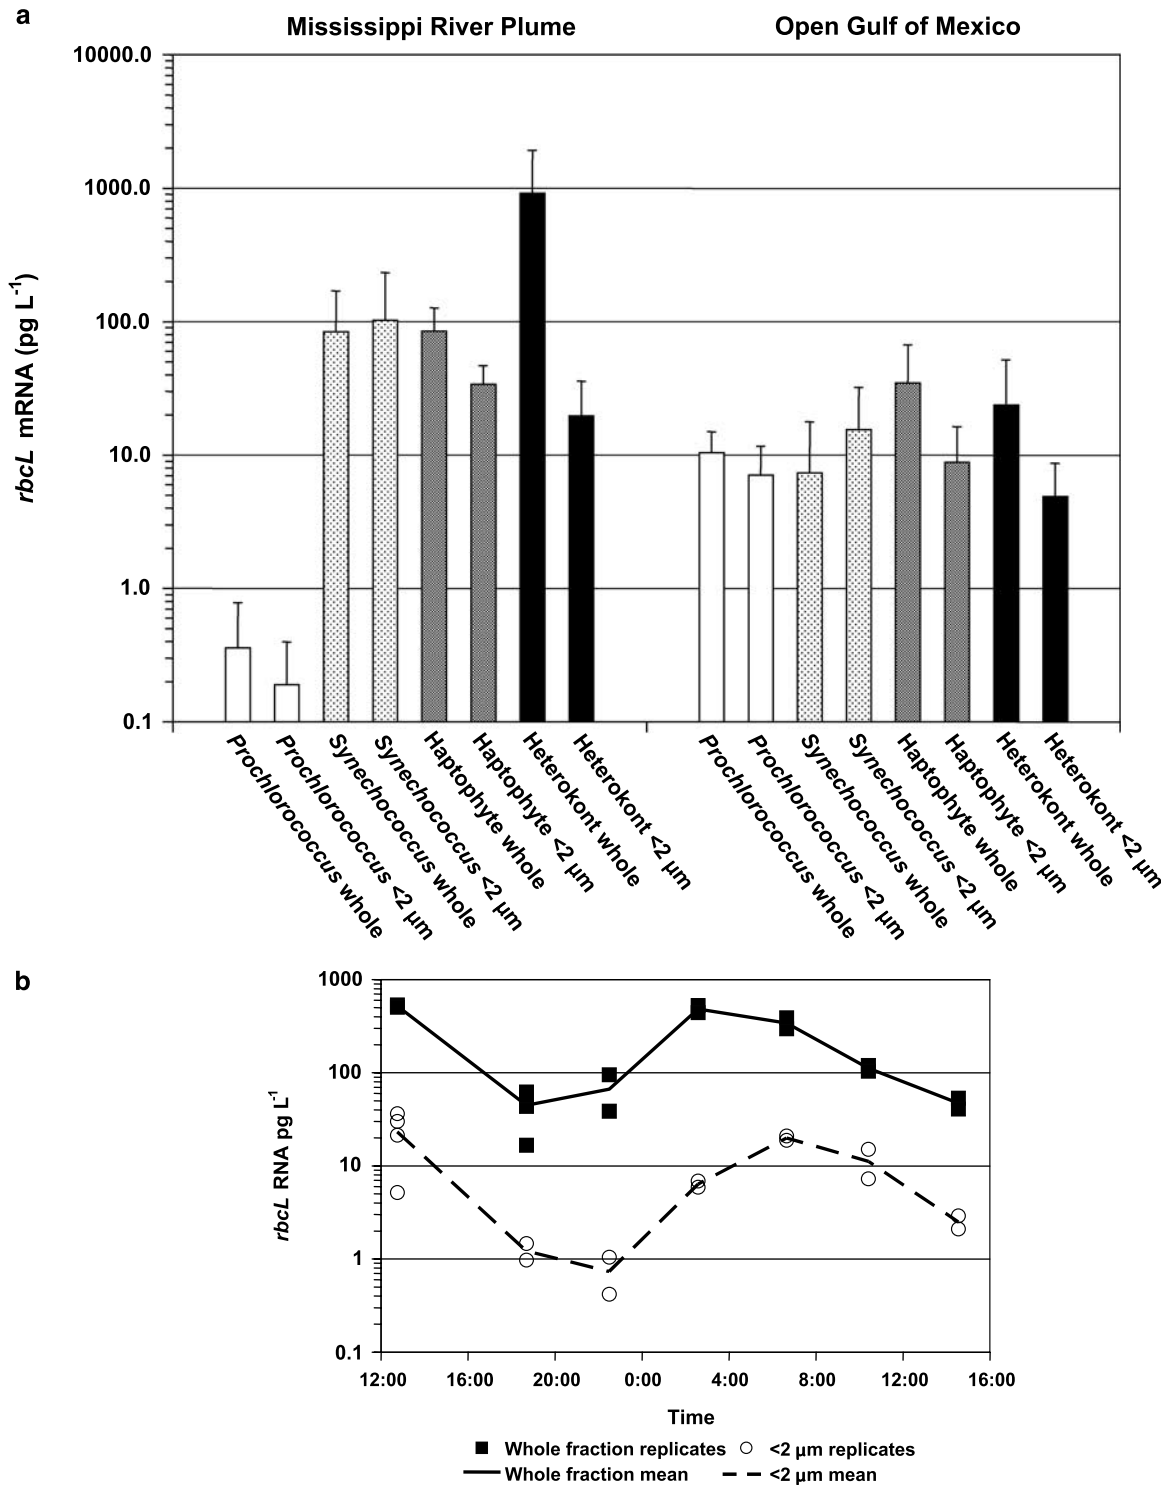 a
Mississippi River Plume
Open Gulf of Mexico
rbcL mRNA (pg L-1)
10000.0
1000.0
100.0
10.0
1.0
0.1
Prochlorococcus whole
Prochlorococcus <2 µm
Synechococcus whole
Synechococcus <2 µm
Haptophyte whole
Haptophyte <2 µm
Heterokont whole
Heterokont <2 µm
Prochlorococcus whole
Prochlorococcus <2 µm
Synechococcus whole
Synechococcus <2 µm
Haptophyte whole
Haptophyte <2 µm
Heterokont whole
Heterokont <2 µm
b
rbcL RNA pg L-1
1000
100
10
1
0.1
12:00 16:00 20:00 0:00 4:00 8:00 12:00 16:00
Time
Whole fraction replicates <2 µm replicates
Whole fraction mean <2 µm mean